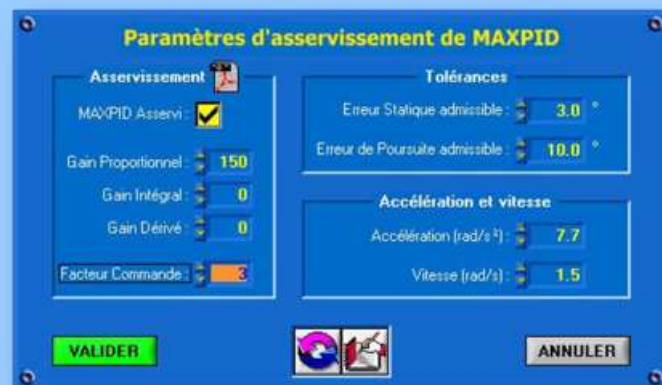 Paramètres d'asservissement de MAXPID
Asservissement
MAXPID Asservi :
Gain Proportionnel : 150
Gain Intégral : 0
Gain Dérivé : 0
Facteur Commande : 3
Tolérances
Erreur Statique admissible : 3.0 °
Erreur de Poursuite admissible : 10.0 °
Accélération et vitesse
Accélération (rad/s²) : 7.7
Vitesse (rad/s) : 1.5
VALIDER
ANNULER